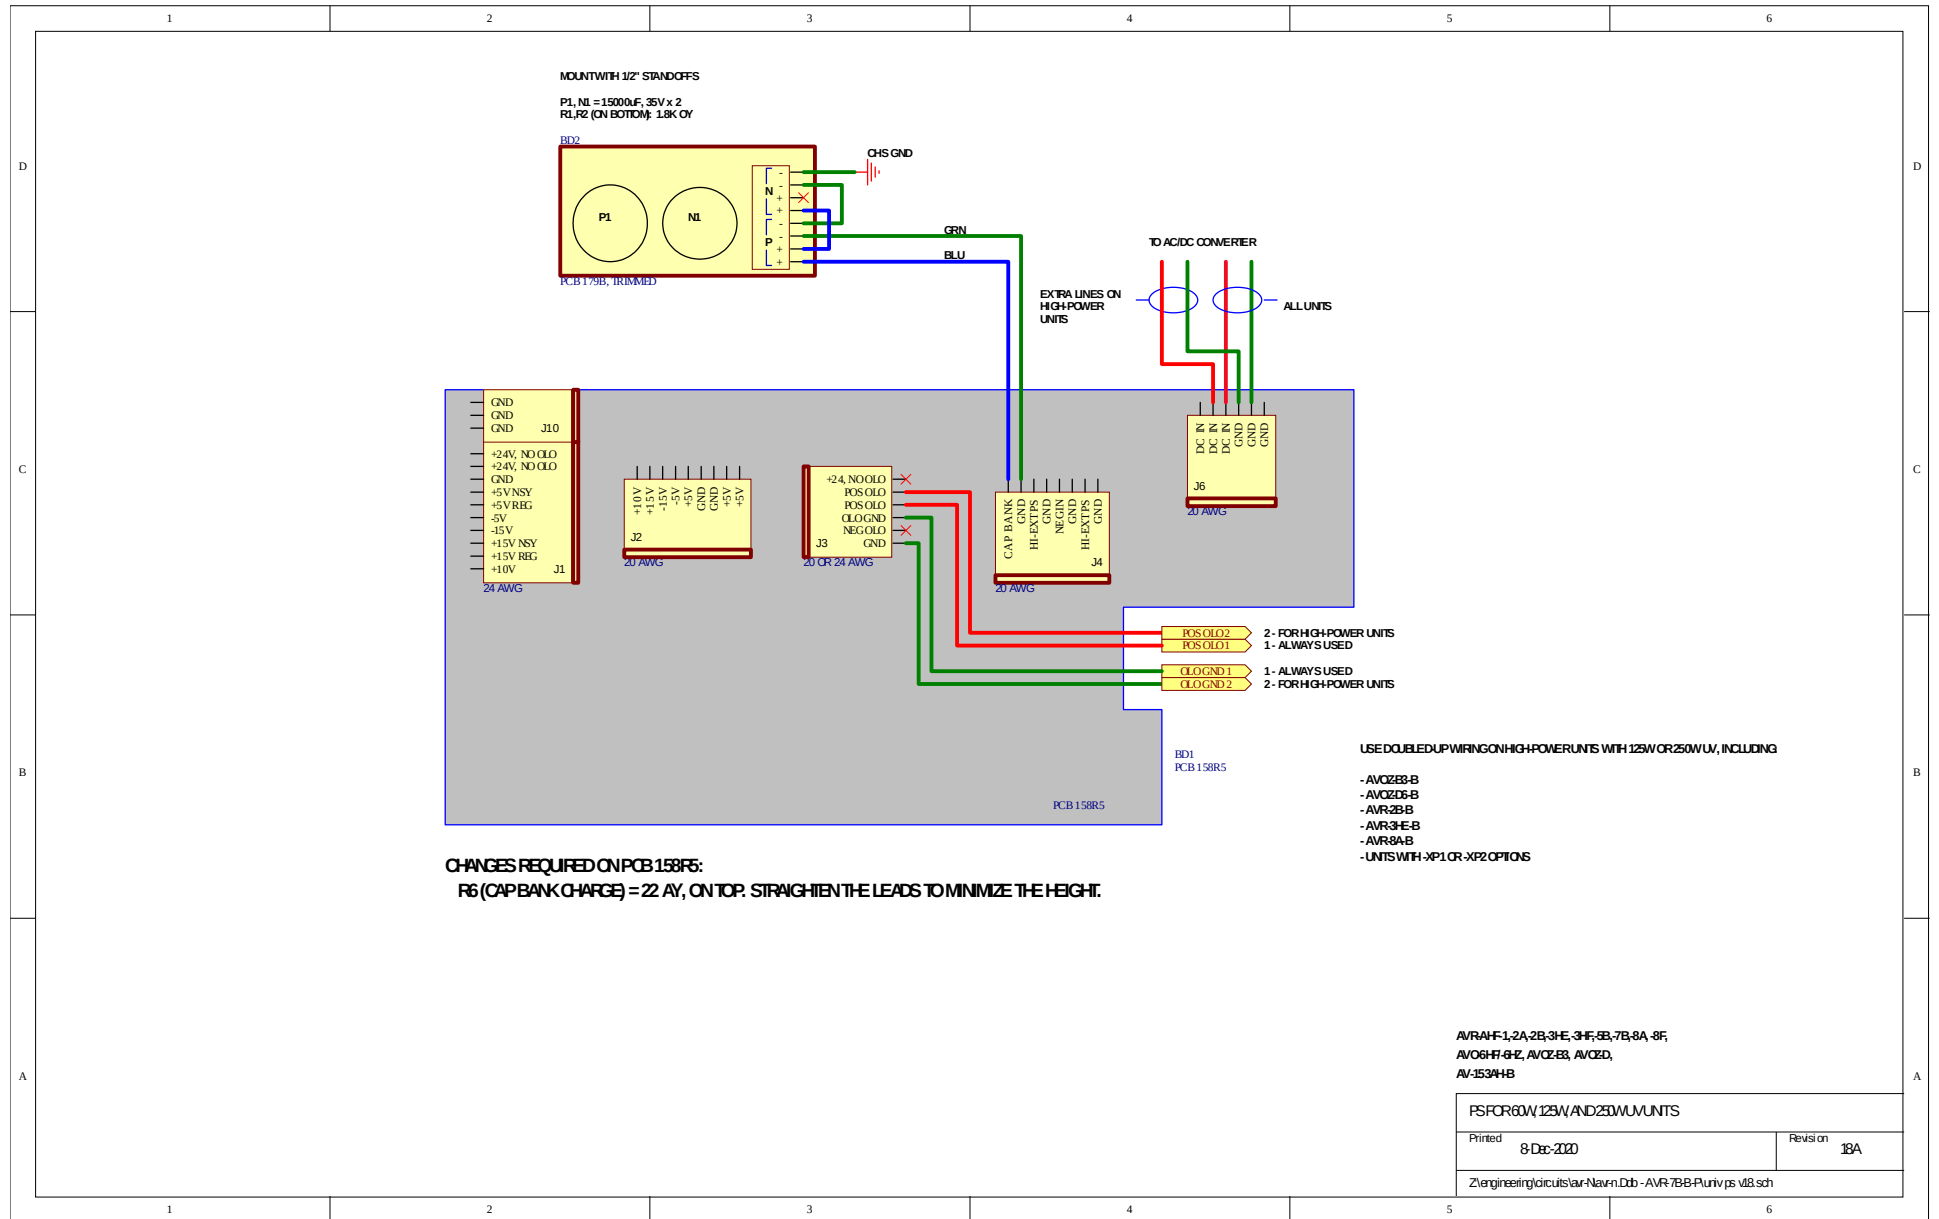 1 2 3 4 5 6
MOUNT WITH 1/2" STANDOFFS
P1, N1 = 15000uF, 35V x 2
R1,R2 (ON BOTTOM): 1.8K OY
BD2
CHS GND
D D
P1 N1
N
-
-
+
+
P
-
-
+
+
GRN
BLU
PCB 179B, TRIMMED
TO AC/DC CONVERTER
EXTRA LINES ON
HIGH-POWER
UNITS
ALL UNITS
GND
GND
GND
J10
+24V, NO OLO
+24V, NO OLO
GND
+5V NSY
+5V REG
-5V
-15V
+15V NSY
+15V REG
+10V
J1
24 AWG
C C
+10V
+15V
-15V
-5V
+5V
GND
GND
+5V
+5V
J2
20 AWG
+24, NO OLO
POS OLO
POS OLO
OLO GND
NEG OLO
GND
J3
20 OR 24 AWG
CAP BANK
GND
HI-EXT PS
GND
NEG IN
GND
HI-EXT PS
GND
J4
20 AWG
DC IN
DC IN
DC IN
GND
GND
GND
J6
20 AWG
POS OLO 2 2 - FOR HIGH-POWER UNITS
POS OLO 1 1 - ALWAYS USED
OLO GND 1 1 - ALWAYS USED
OLO GND 2 2 - FOR HIGH-POWER UNITS
BD1
PCB 158R5
PCB 158R5
B B
USE DOUBLED-UP WIRING ON HIGH-POWER UNITS WITH 125W OR 250W UV, INCLUDING:
- AVOZ-B3-B
- AVOZ-D6-B
- AVR-2B-B
- AVR-3HE-B
- AVR-8A-B
- UNITS WITH -XP1 OR -XP2 OPTIONS
CHANGES REQUIRED ON PCB 158R5:
R6 (CAP BANK CHARGE) = 22 AY, ON TOP. STRAIGHTEN THE LEADS TO MINIMIZE THE HEIGHT.
AVR-AHF-1,-2A,-2B,-3HE,-3HF,-5B,-7B,-8A, -8F,
AVO6HF/-6HZ, AVOZ-B3, AVOZ-D,
AV-153AH-B
A A
PS FOR 60W, 125W, AND 250W UV UNITS
Printed 8-Dec-2020 Revision 18A
Z:\engineering\circuits\avr-N\avr-n.Ddb - AVR-7B-B-P\univ ps v18.sch
1 2 3 4 5 6